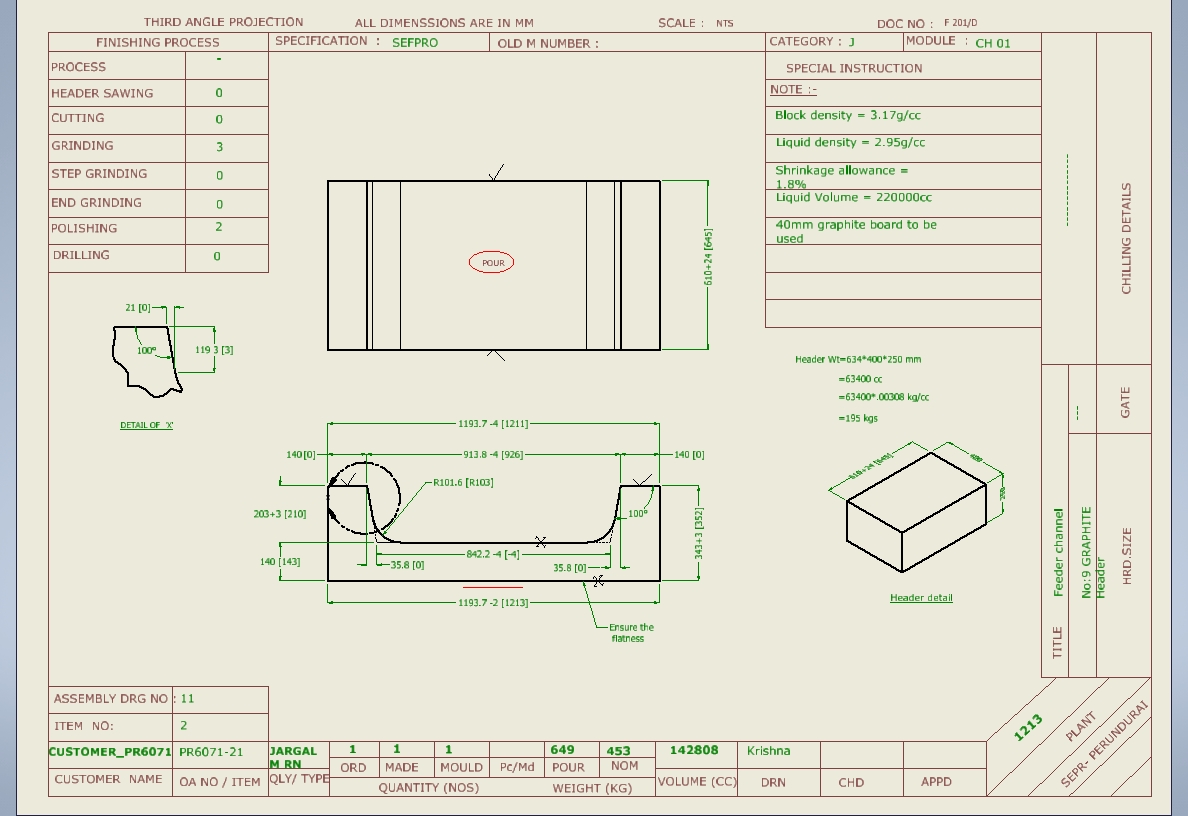 THIRD ANGLE PROJECTION ALL DIMENSSIONS ARE IN MM SCALE : NTS DOC NO : F 201/D
FINISHING PROCESS SPECIFICATION : SEFPRO OLD M NUMBER : CATEGORY : J MODULE : CH 01
PROCESS -
HEADER SAWING 0
CUTTING 0
GRINDING 3
STEP GRINDING 0
END GRINDING 0
POLISHING 2
DRILLING 0
SPECIAL INSTRUCTION
NOTE :-
Block density = 3.17g/cc
Liquid density = 2.95g/cc
Shrinkage allowance =
1.8%
Liquid Volume = 220000cc
40mm graphite board to be
used
CHILLING DETAILS
POUR
610+24 [645]
21 [0]
100°
119 3 [3]
DETAIL OF 'X'
Header Wt=634*400*250 mm
=63400 cc
=63400*.00308 kg/cc
=195 kgs
---
GATE
1193.7 -4 [1211]
140 [0] 913.8 -4 [926] 140 [0]
R101.6 [R103]
203+3 [210]
100°
343+3 [352]
842.2 -4 [-4]
140 [143]
35.8 [0] 35.8 [0]
1193.7 -2 [1213]
Ensure the
flatness
610+24 [645]
400
Header detail
TITLE Feeder channel
No:9 GRAPHITE
Header
HRD.SIZE
ASSEMBLY DRG NO : 11
ITEM NO: 2
CUSTOMER_PR6071 PR6071-21 JARGAL
M RN
1 1 1 649 453 142808 Krishna
ORD MADE MOULD Pc/Md POUR NOM
CUSTOMER NAME OA NO / ITEM QLY/ TYPE QUANTITY (NOS) WEIGHT (KG) VOLUME (CC) DRN CHD APPD
1213
PLANT
SEPR- PERUNDURAI